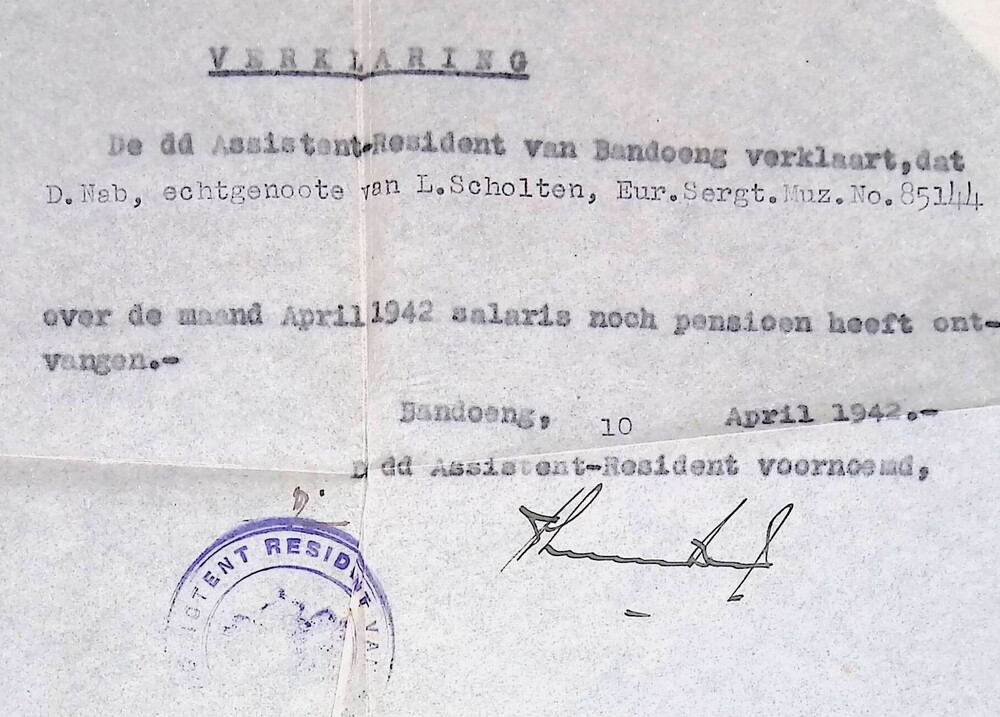 VERKLARING
De dd Assistent-Resident van Bandoeng verklaart,dat
D.Nab, echtgenoote van L.Scholten, Eur.Sergt.Muz.No.85144
over de maand April 1942 salaris noch pensioen heeft ont-
vangen.-
Bandoeng, 10 April 1942.-
D dd Assistent-Resident voornoemd,
ISTENT RESIDENT VAN